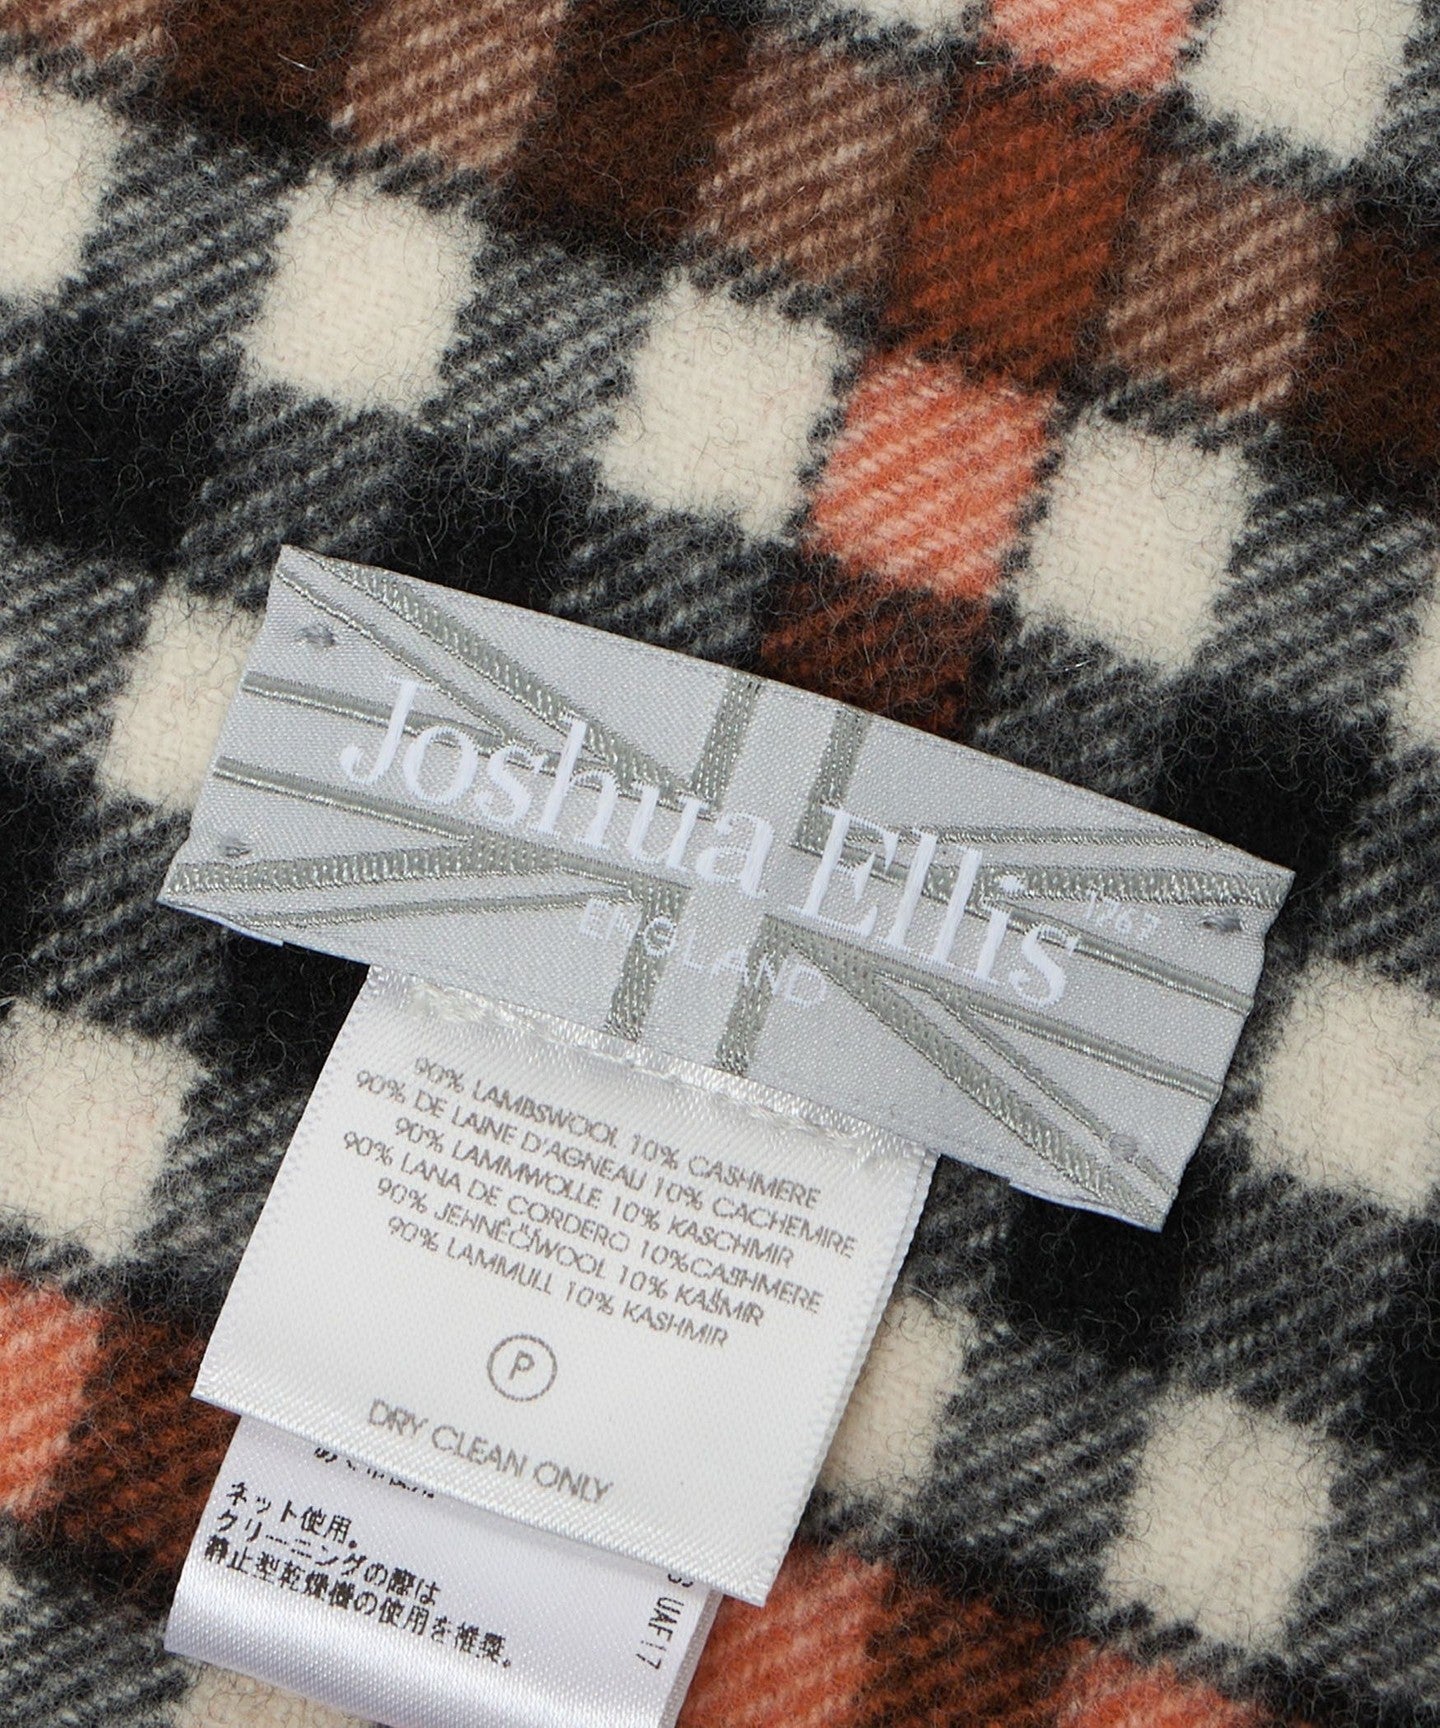 Joshua Ellis
1767
ENGLAND
90% LAMBSWOOL 10% CASHMERE
90% DE LAINE D'AGNEAU 10% CACHEMIRE
90% LAMMWOLLE 10% KASCHMIR
90% LANA DE CORDERO 10%CASHMERE
90% JEHNĚČÍWOOL 10% KAŠMÍR
90% LAMMULL 10% KASHMIR
P
DRY CLEAN ONLY
ネット使用。
クリーニングの際は
静止型乾燥機の使用を推奨。
UAF17